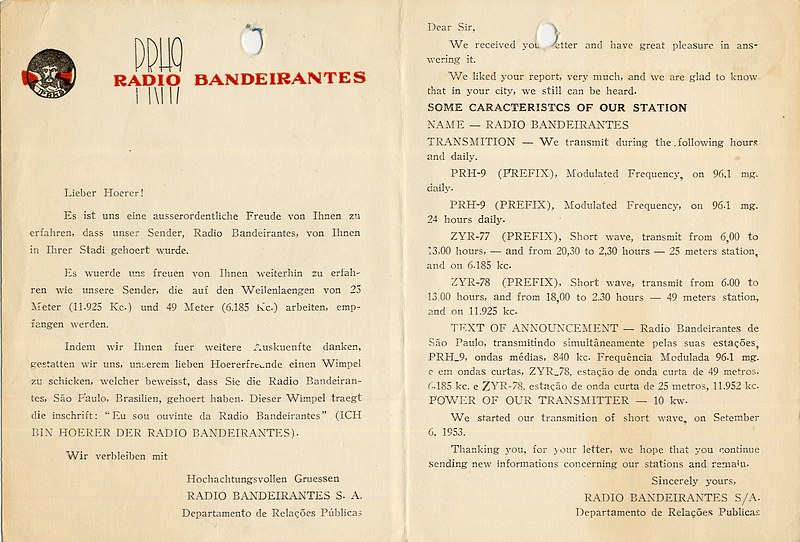 PRH9
RADIO BANDEIRANTES
Lieber Hoerer!
Es ist uns eine ausserordentliche Freude von Ihnen zu
erfahren, dass unser Sender, Radio Bandeirantes, von Ihnen
in Ihrer Stadi gehoert wurde.
Es wuerde uns freuen von Ihnen weiterhin zu erfah-
ren wie unsere Sender, die auf den Weilenlaengen von 25
Meter (11.925 Kc.) und 49 Meter (6.185 Kc.) arbeiten, emp-
fangen werden.
Indem wir Ihnen fuer weitere Auskuenfte danken,
gestatten wir uns, unserem lieben Hoererfreunde einen Wimpel
zu schicken, welcher beweisst, dass Sie die Radio Bandeiran-
tes, São Paulo, Brasilien, gehoert haben. Dieser Wimpel traegt
die inschrift: "Eu sou ouvinte da Radio Bandeirantes" (ICH
BIN HOERER DER RADIO BANDEIRANTES).
Wir verbleiben mit
Hochachtungsvollen Gruessen
RADIO BANDEIRANTES S. A.
Departamento de Relações Públicas
Dear Sir,
We received you etter and have great pleasure in ans-
wering it.
We liked your report, very much, and we are glad to know
that in your city, we still can be heard.
SOME CARACTERISTCS OF OUR STATION
NAME — RADIO BANDEIRANTES
TRANSMITION — We transmit during the following hours
and daily.
PRH-9 (PREFIX), Modulated Frequency, on 96.1 mg.
daily.
PRH-9 (PREFIX), Modulated Frequency, on 96.1 mg.
24 hours daily.
ZYR-77 (PREFIX), Short wave, transmit from 6,00 to
13,00 hours, — and from 20,30 to 2,30 hours — 25 meters station,
and on 6.185 kc.
ZYR-78 (PREFIX), Short wave, transmit from 6.00 to
13,00 hours, and from 18,00 to 2.30 hours — 49 meters station,
and on 11.925 kc.
TEXT OF ANNOUNCEMENT — Radio Bandeirantes de
São Paulo, transmitindo simultâneamente pelas suas estações,
PRH_9, ondas médias, 840 kc. Frequência Modulada 96.1 mg.
e em ondas curtas, ZYR_78, estação de onda curta de 49 metros.
6.185 kc. e ZYR-78, estação de onda curta de 25 metros, 11.952 kc.
POWER OF OUR TRANSMITTER — 10 kw.
We started our transmition of short wave, on Setember
6, 1953.
Thanking you, for your letter, we hope that you continue
sending new informations concerning our stations and remain.
Sincerely yours,
RADIO BANDEIRANTES S/A.
Departamento de Relações Publicas